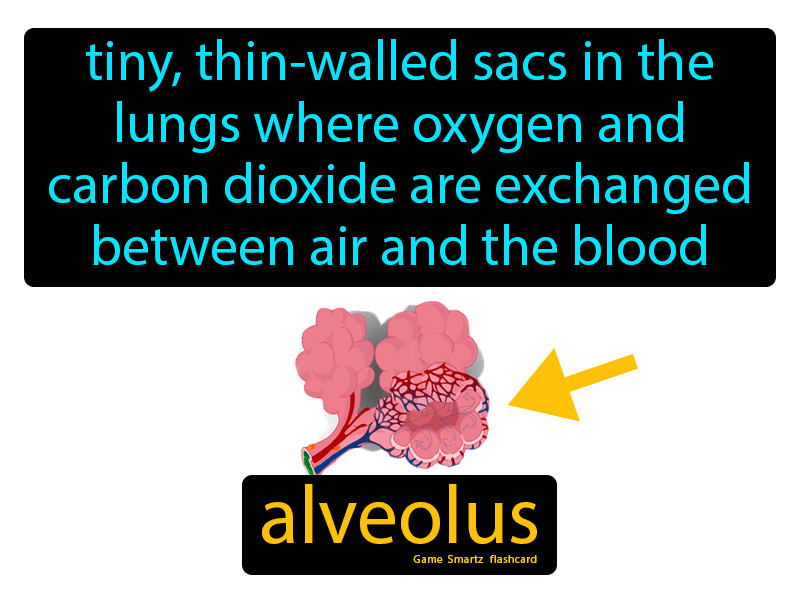 tiny, thin-walled sacs in the
lungs where oxygen and
carbon dioxide are exchanged
between air and the blood
alveolus
Game Smartz flashcard